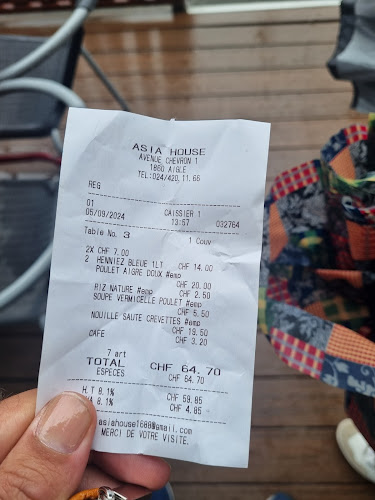 ASIA HOUSE
AVENUE CHEVRON 1
1860 AIGLE
TEL:024/420.11.66
REG
01 CAISSIER 1
05/09/2024 13:57 032764
Table No. 3 1 Couv
2X CHF 7.00
2 HENNIEZ BLEUE 1LT CHF 14.00
POULET AIGRE DOUX #emp
CHF 20.00
RIZ NATURE #emp CHF 2.50
SOUPE VERMICELLE POULET #emp
CHF 5.50
NOUILLE SAUTE CREVETTES #emp
CHF 19.50
CAFE CHF 3.20
7 art
TOTAL CHF 64.70
ESPECES CHF 64.70
H.T 8.1% CHF 59.85
8.1% CHF 4.85
MERCI DE VOTRE VISITE.